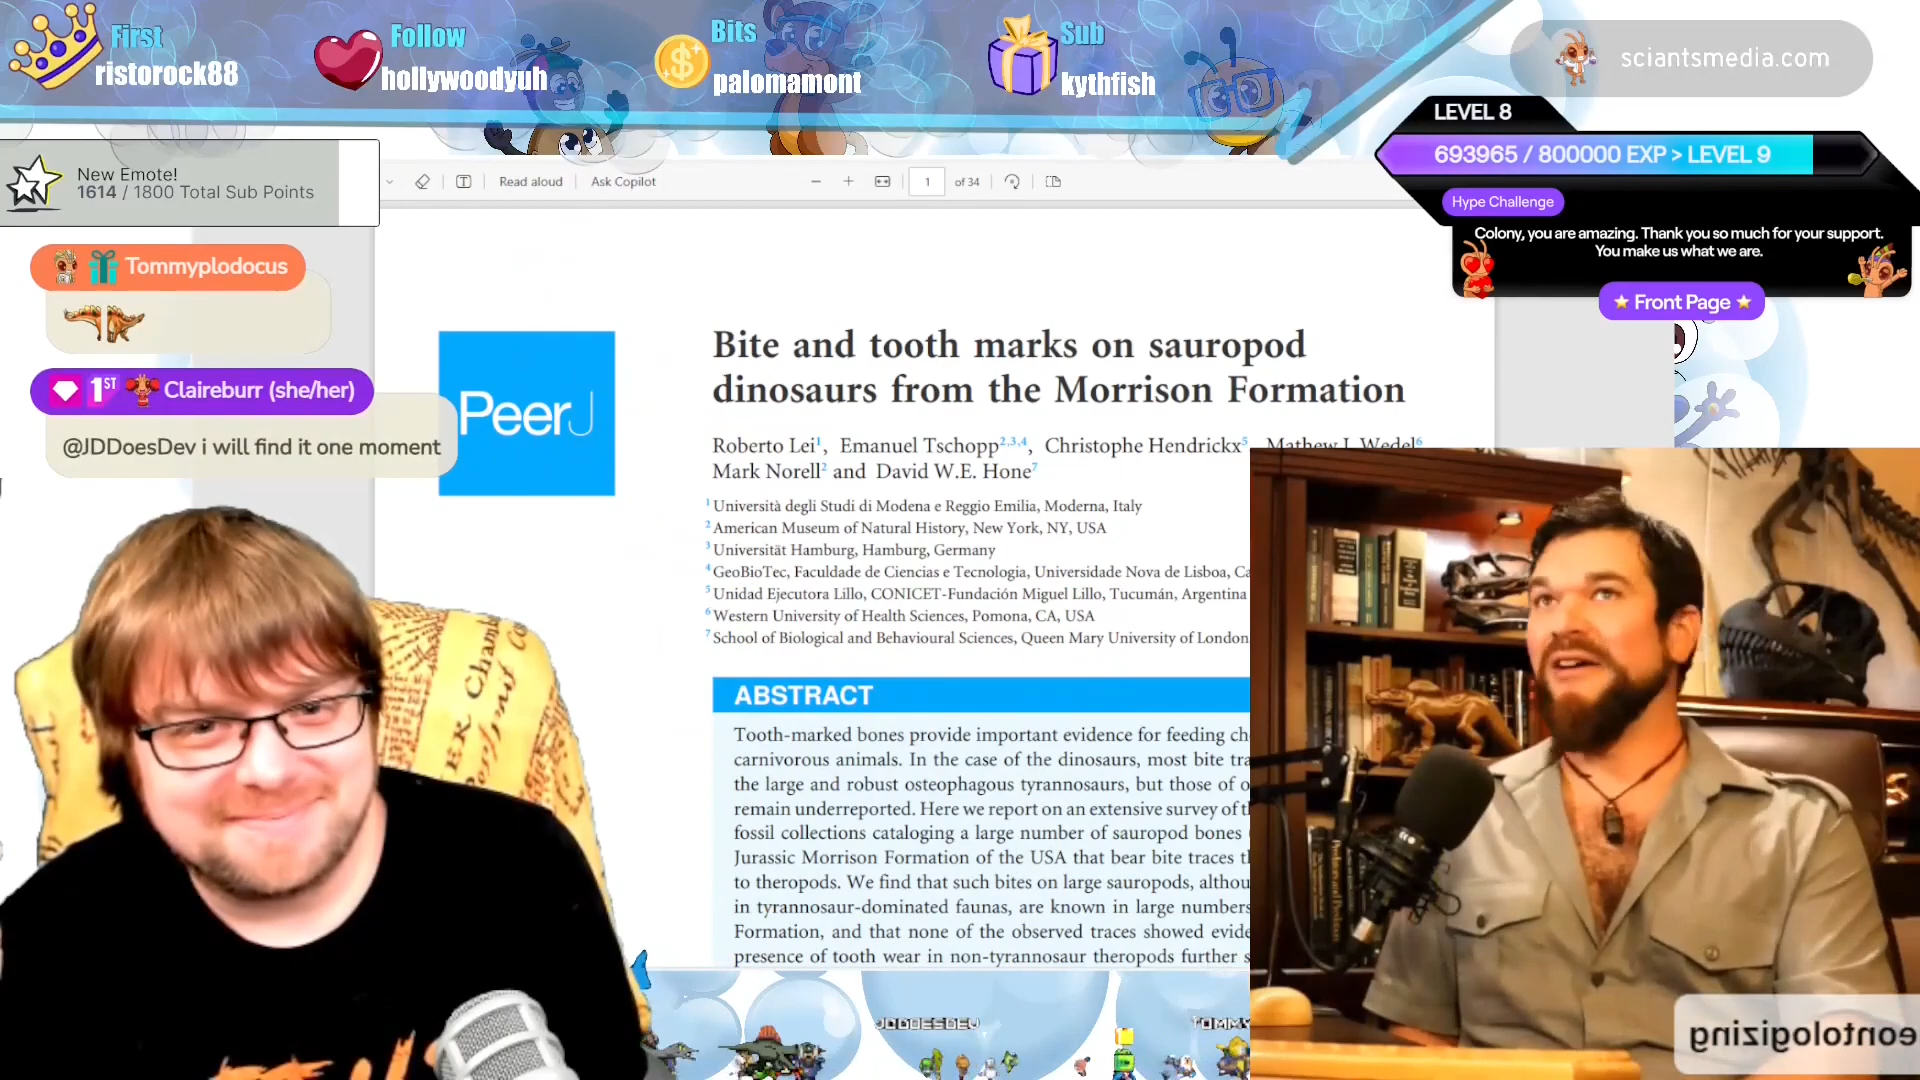 First
ristorock88
Follow
hollywoodyuh
Bits
palomamont
Sub
kythfish
sciantsmedia.com
LEVEL 8
693965 / 800000 EXP > LEVEL 9
Hype Challenge
Colony, you are amazing. Thank you so much for your support.
You make us what we are.
Front Page
New Emote!
1614 / 1800 Total Sub Points
Read aloud
Ask Copilot
1 of 34
Tommyplodocus
1ST Claireburr (she/her)
@JDDoesDev i will find it one moment
PeerJ
Bite and tooth marks on sauropod
dinosaurs from the Morrison Formation
Roberto Lei1, Emanuel Tschopp2,3,4, Christophe Hendrickx5, Mathew J. Wedel6
Mark Norell2 and David W.E. Hone7
1 Università degli Studi di Modena e Reggio Emilia, Moderna, Italy
2 American Museum of Natural History, New York, NY, USA
3 Universität Hamburg, Hamburg, Germany
4 GeoBioTec, Faculdade de Ciencias e Tecnologia, Universidade Nova de Lisboa, Ca
5 Unidad Ejecutora Lillo, CONICET-Fundación Miguel Lillo, Tucumán, Argentina
6 Western University of Health Sciences, Pomona, CA, USA
7 School of Biological and Behavioural Sciences, Queen Mary University of London
ABSTRACT
Tooth-marked bones provide important evidence for feeding ch
carnivorous animals. In the case of the dinosaurs, most bite tra
the large and robust osteophagous tyrannosaurs, but those of o
remain underreported. Here we report on an extensive survey of t
fossil collections cataloging a large number of sauropod bones
Jurassic Morrison Formation of the USA that bear bite traces t
to theropods. We find that such bites on large sauropods, althou
in tyrannosaur-dominated faunas, are known in large numbers
Formation, and that none of the observed traces showed evide
presence of tooth wear in non-tyrannosaur theropods further s
JDDOESDEV
TOMMY
eontologizing